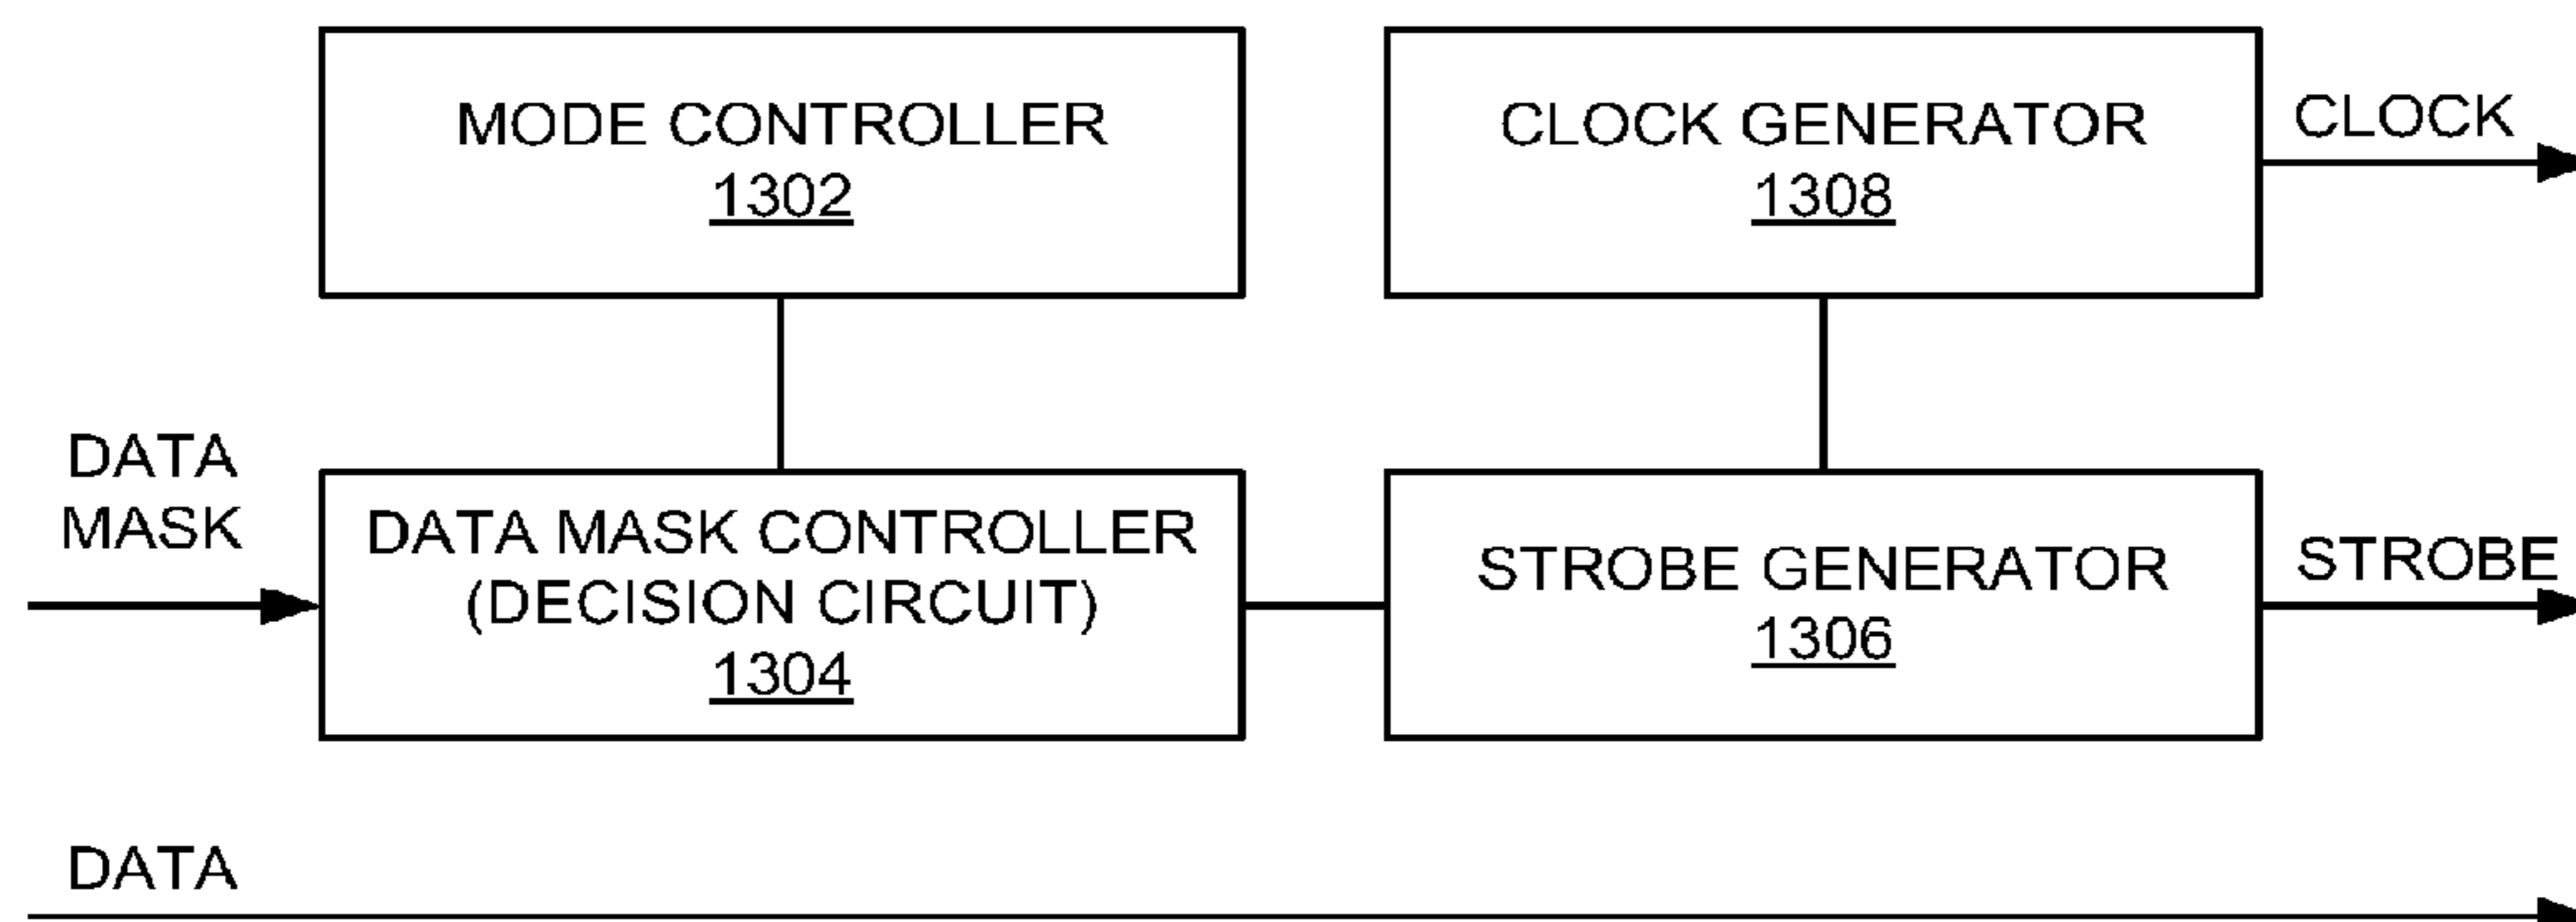 MODE CONTROLLER
1302
CLOCK GENERATOR
1308
CLOCK
DATA
MASK
DATA MASK CONTROLLER
(DECISION CIRCUIT)
1304
STROBE GENERATOR
1306
STROBE
DATA